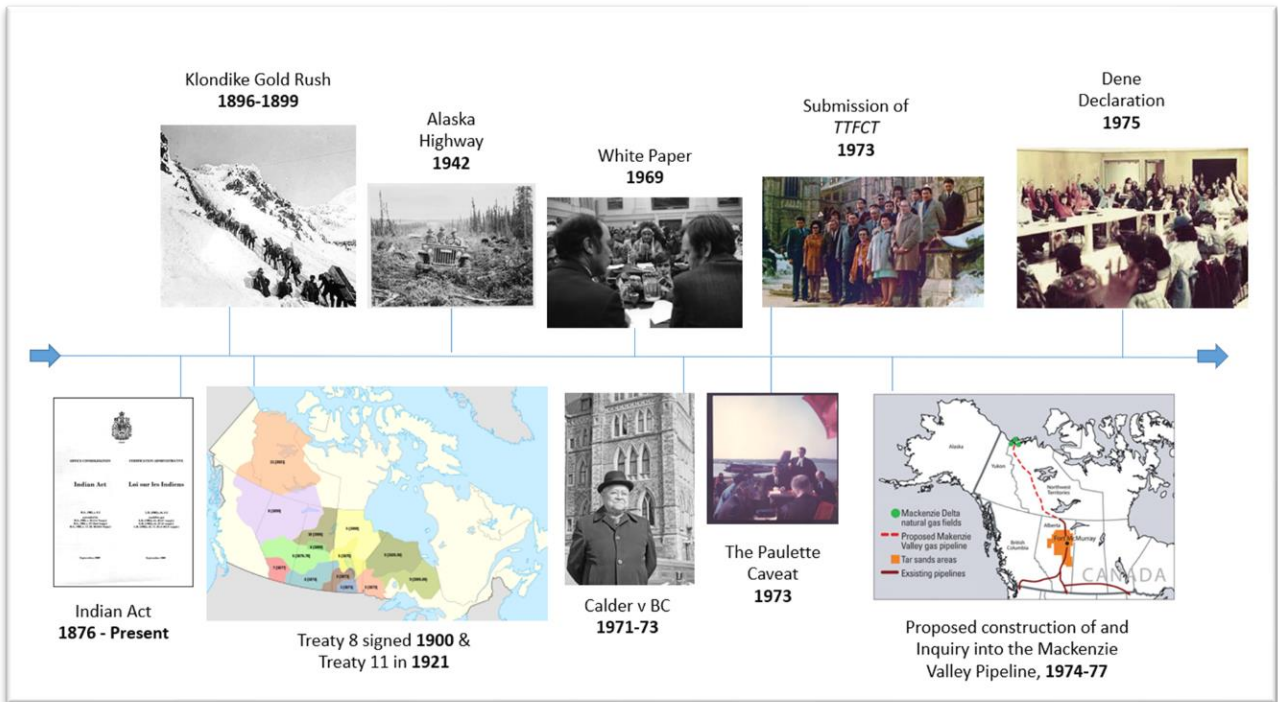 Klondike Gold Rush
1896-1899
Alaska
Highway
1942
White Paper
1969
Submission of
TTFCT
1973
Dene
Declaration
1975
Indian Act
Loi sur les Indiens
Indian Act
1876 - Present
Treaty 8 signed 1900 &
Treaty 11 in 1921
Calder v BC
1971-73
The Paulette
Caveat
1973
Alaska
Yukon
Northwest
Territories
British
Columbia
Alberta
Fort McMurray
CANADA
Mackenzie Delta
natural gas fields
Proposed Makenzie
Valley gas pipeline
Tar sands areas
Exsisting pipelines
Proposed construction of and
Inquiry into the Mackenzie
Valley Pipeline, 1974-77